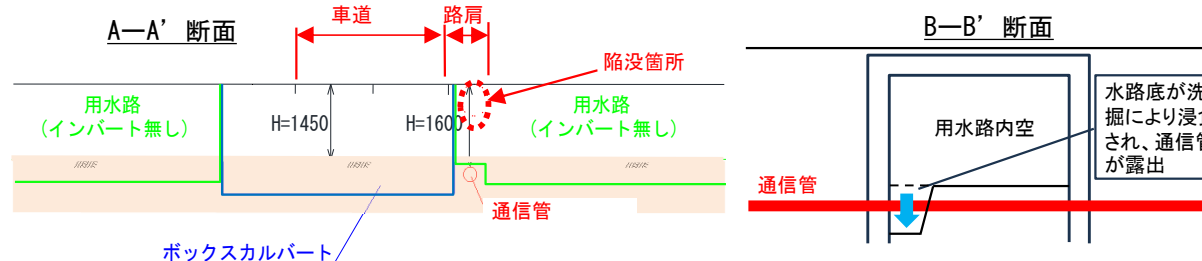 A―A’ 断面
車道
路肩
陥没箇所
用水路
(インバート無し)
H=1450
H=1600
用水路
(インバート無し)
通信管
ボックスカルバート
B―B’ 断面
用水路内空
水路底が洗
掘により浸
され、通信管
が露出
通信管